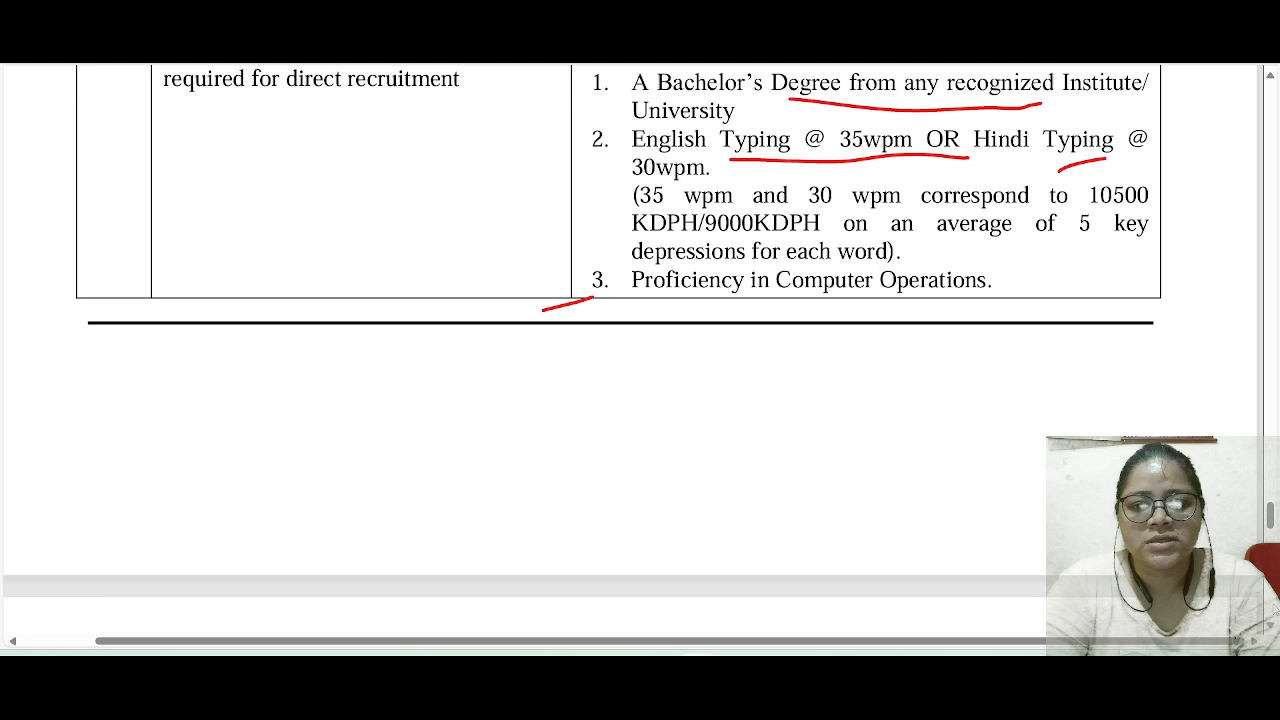 required for direct recruitment
1. A Bachelor’s Degree from any recognized Institute/
University
2. English Typing @ 35wpm OR Hindi Typing @
30wpm.
(35 wpm and 30 wpm correspond to 10500
KDPH/9000KDPH on an average of 5 key
depressions for each word).
3. Proficiency in Computer Operations.